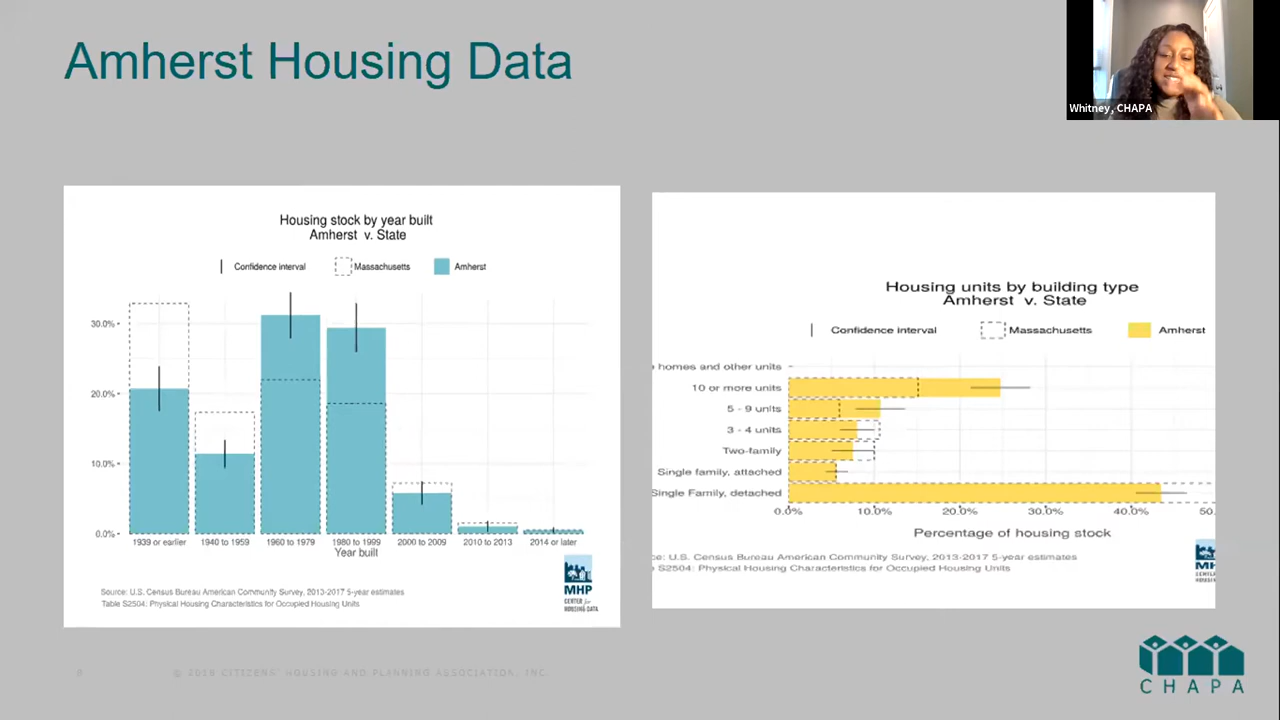 Amherst Housing Data
Whitney, CHAPA
Housing stock by year built
Amherst v. State
Confidence interval
Massachusetts
Amherst
30.0%
20.0%
10.0%
0.0%
1939 or earlier
1940 to 1959
1960 to 1979
1980 to 1999
2000 to 2009
2010 to 2013
2014 or later
Year built
Source: U.S. Census Bureau American Community Survey, 2013-2017 5-year estimates
Table S2504: Physical Housing Characteristics for Occupied Housing Units
MHP
CENTER for
HOUSING DATA
Housing units by building type
Amherst v. State
Confidence interval
Massachusetts
Amherst
homes and other units
10 or more units
5 - 9 units
3 - 4 units
Two-family
Single family, attached
Single Family, detached
0.0%
10.0%
20.0%
30.0%
40.0%
50.
Percentage of housing stock
ce: U.S. Census Bureau American Community Survey, 2013-2017 5-year estimates
S2504: Physical Housing Characteristics for Occupied Housing Units
© 2018 CITIZENS' HOUSING AND PLANNING ASSOCIATION, INC.
CHAPA